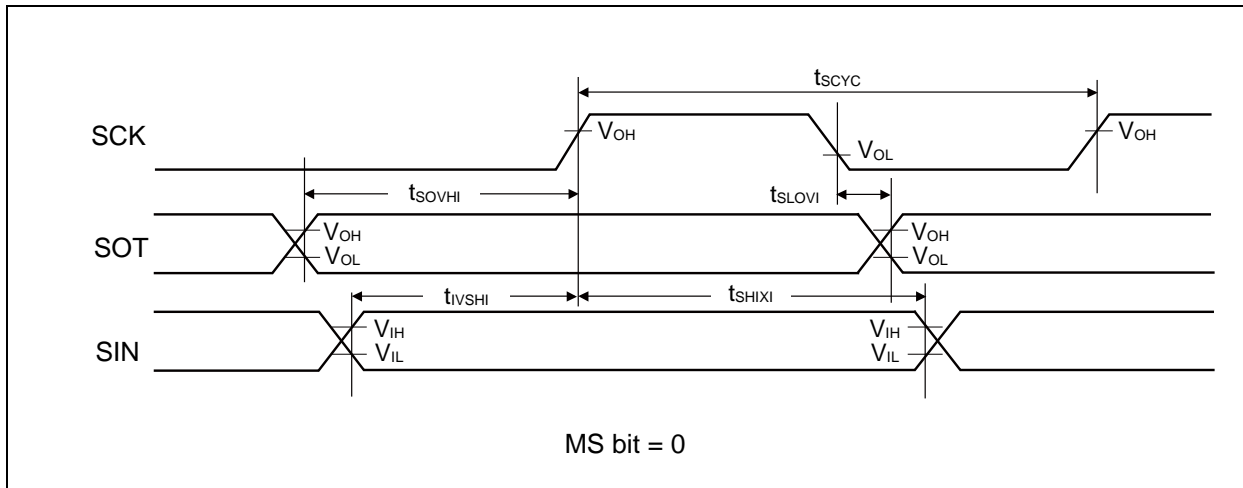 tSCYC
SCK
VOH
VOL
VOH
tSOVHI
tSLOVI
SOT
VOH
VOL
VOH
VOL
tIVSHI
tSHIXI
SIN
VIH
VIL
VIH
VIL
MS bit = 0